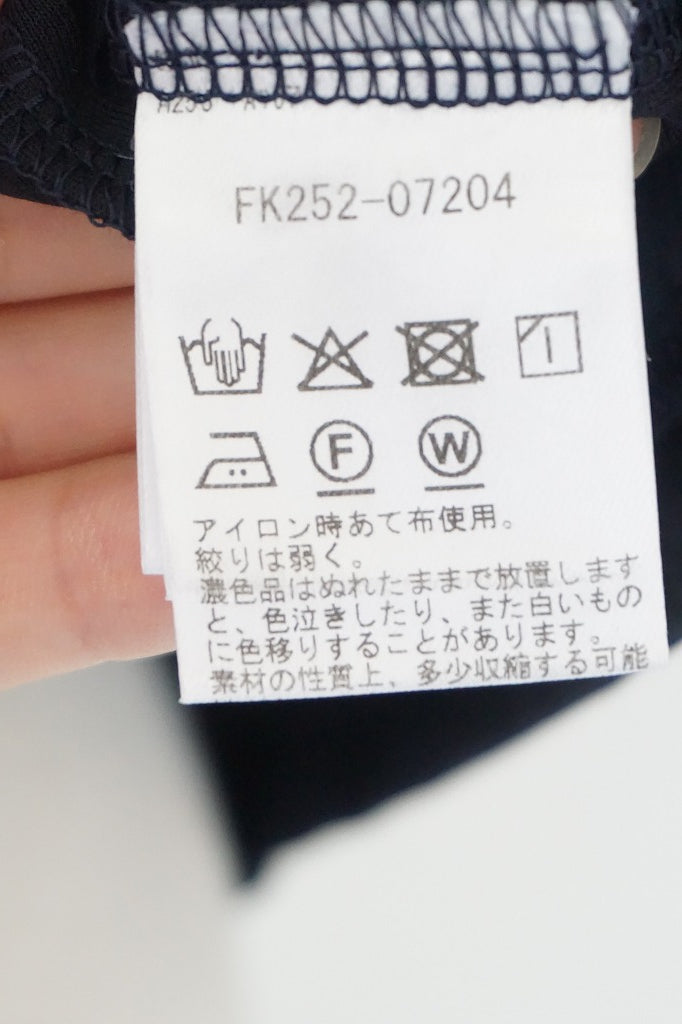 FK252-07204
F W
アイロン時あて布使用。
絞りは弱く。
濃色品はぬれたままで放置します
と、色泣きしたり、また白いもの
に色移りすることがあります。
素材の性質上、多少収縮する可能